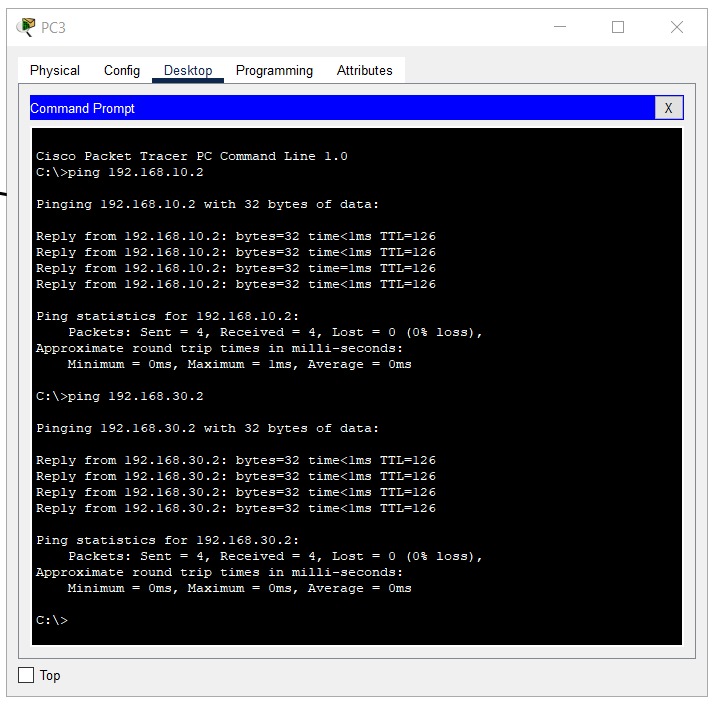 PC3
Physical Config Desktop Programming Attributes
Command Prompt
X
Cisco Packet Tracer PC Command Line 1.0
C:\>ping 192.168.10.2
Pinging 192.168.10.2 with 32 bytes of data:
Reply from 192.168.10.2: bytes=32 time<1ms TTL=126
Reply from 192.168.10.2: bytes=32 time<1ms TTL=126
Reply from 192.168.10.2: bytes=32 time=1ms TTL=126
Reply from 192.168.10.2: bytes=32 time<1ms TTL=126
Ping statistics for 192.168.10.2:
Packets: Sent = 4, Received = 4, Lost = 0 (0% loss),
Approximate round trip times in milli-seconds:
Minimum = 0ms, Maximum = 1ms, Average = 0ms
C:\>ping 192.168.30.2
Pinging 192.168.30.2 with 32 bytes of data:
Reply from 192.168.30.2: bytes=32 time<1ms TTL=126
Reply from 192.168.30.2: bytes=32 time<1ms TTL=126
Reply from 192.168.30.2: bytes=32 time<1ms TTL=126
Reply from 192.168.30.2: bytes=32 time<1ms TTL=126
Ping statistics for 192.168.30.2:
Packets: Sent = 4, Received = 4, Lost = 0 (0% loss),
Approximate round trip times in milli-seconds:
Minimum = 0ms, Maximum = 0ms, Average = 0ms
C:\>
Top